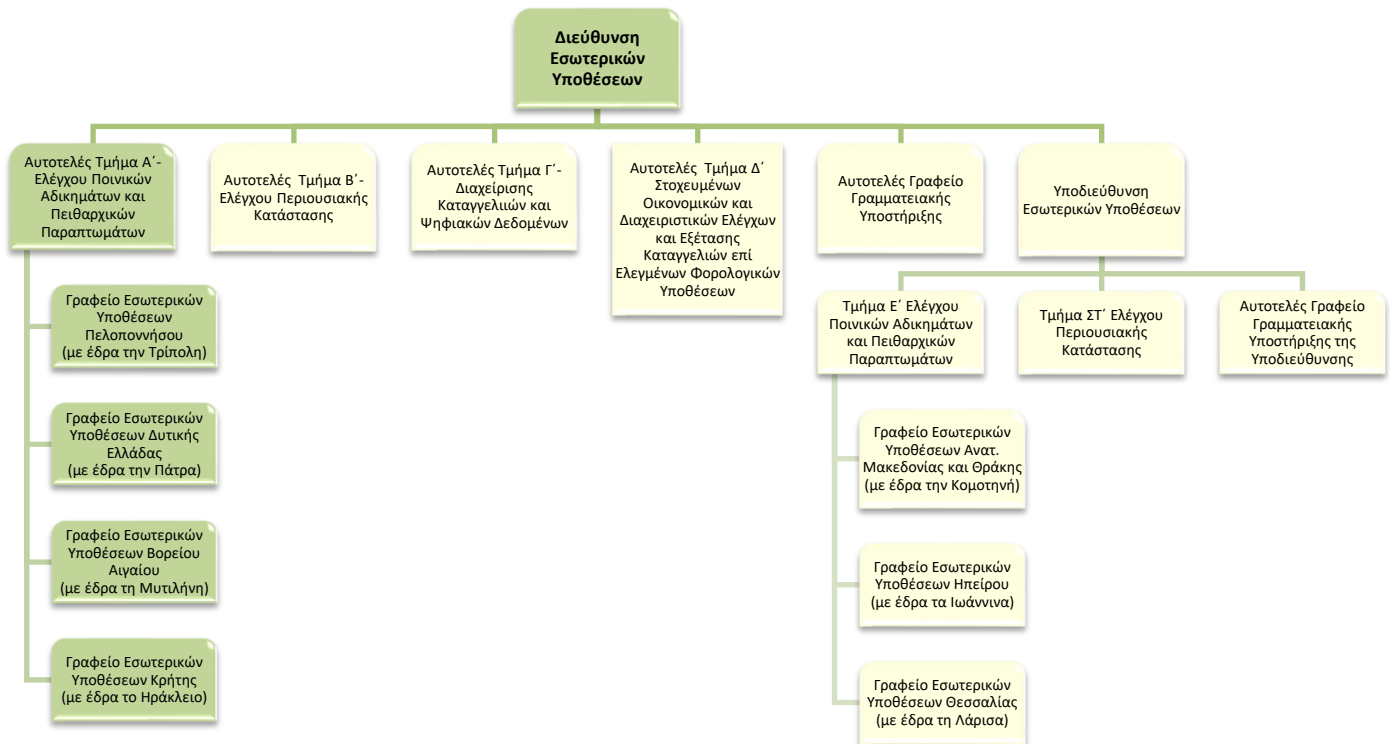 Διεύθυνση
Εσωτερικών
Υποθέσεων
Αυτοτελές Τμήμα Α΄-
Ελέγχου Ποινικών
Αδικημάτων και
Πειθαρχικών
Παραπτωμάτων
Αυτοτελές Τμήμα Β΄-
Ελέγχου Περιουσιακής
Κατάστασης
Αυτοτελές Τμήμα Γ΄-
Διαχείρισης
Καταγγελιιών και
Ψηφιακών Δεδομένων
Αυτοτελές Τμήμα Δ΄
Στοχευμένων
Οικονομικών και
Διαχειριστικών Ελέγχων
και Εξέτασης
Καταγγελιών επί
Ελεγμένων Φορολογικών
Υποθέσεων
Αυτοτελές Γραφείο
Γραμματειακής
Υποστήριξης
Υποδιεύθυνση
Εσωτερικών Υποθέσεων
Γραφείο Εσωτερικών
Υποθέσεων
Πελοποννήσου
(με έδρα την Τρίπολη)
Γραφείο Εσωτερικών
Υποθέσεων Δυτικής
Ελλάδας
(με έδρα την Πάτρα)
Γραφείο Εσωτερικών
Υποθέσεων Βορείου
Αιγαίου
(με έδρα τη Μυτιλήνη)
Γραφείο Εσωτερικών
Υποθέσεων Κρήτης
(με έδρα το Ηράκλειο)
Τμήμα Ε΄ Ελέγχου
Ποινικών Αδικημάτων
και Πειθαρχικών
Παραπτωμάτων
Τμήμα ΣΤ΄ Ελέγχου
Περιουσιακής
Κατάστασης
Αυτοτελές Γραφείο
Γραμματειακής
Υποστήριξης της
Υποδιεύθυνσης
Γραφείο Εσωτερικών
Υποθέσεων Ανατ.
Μακεδονίας και Θράκης
(με έδρα την Κομοτηνή)
Γραφείο Εσωτερικών
Υποθέσεων Ηπείρου
(με έδρα τα Ιωάννινα)
Γραφείο Εσωτερικών
Υποθέσεων Θεσσαλίας
(με έδρα τη Λάρισα)